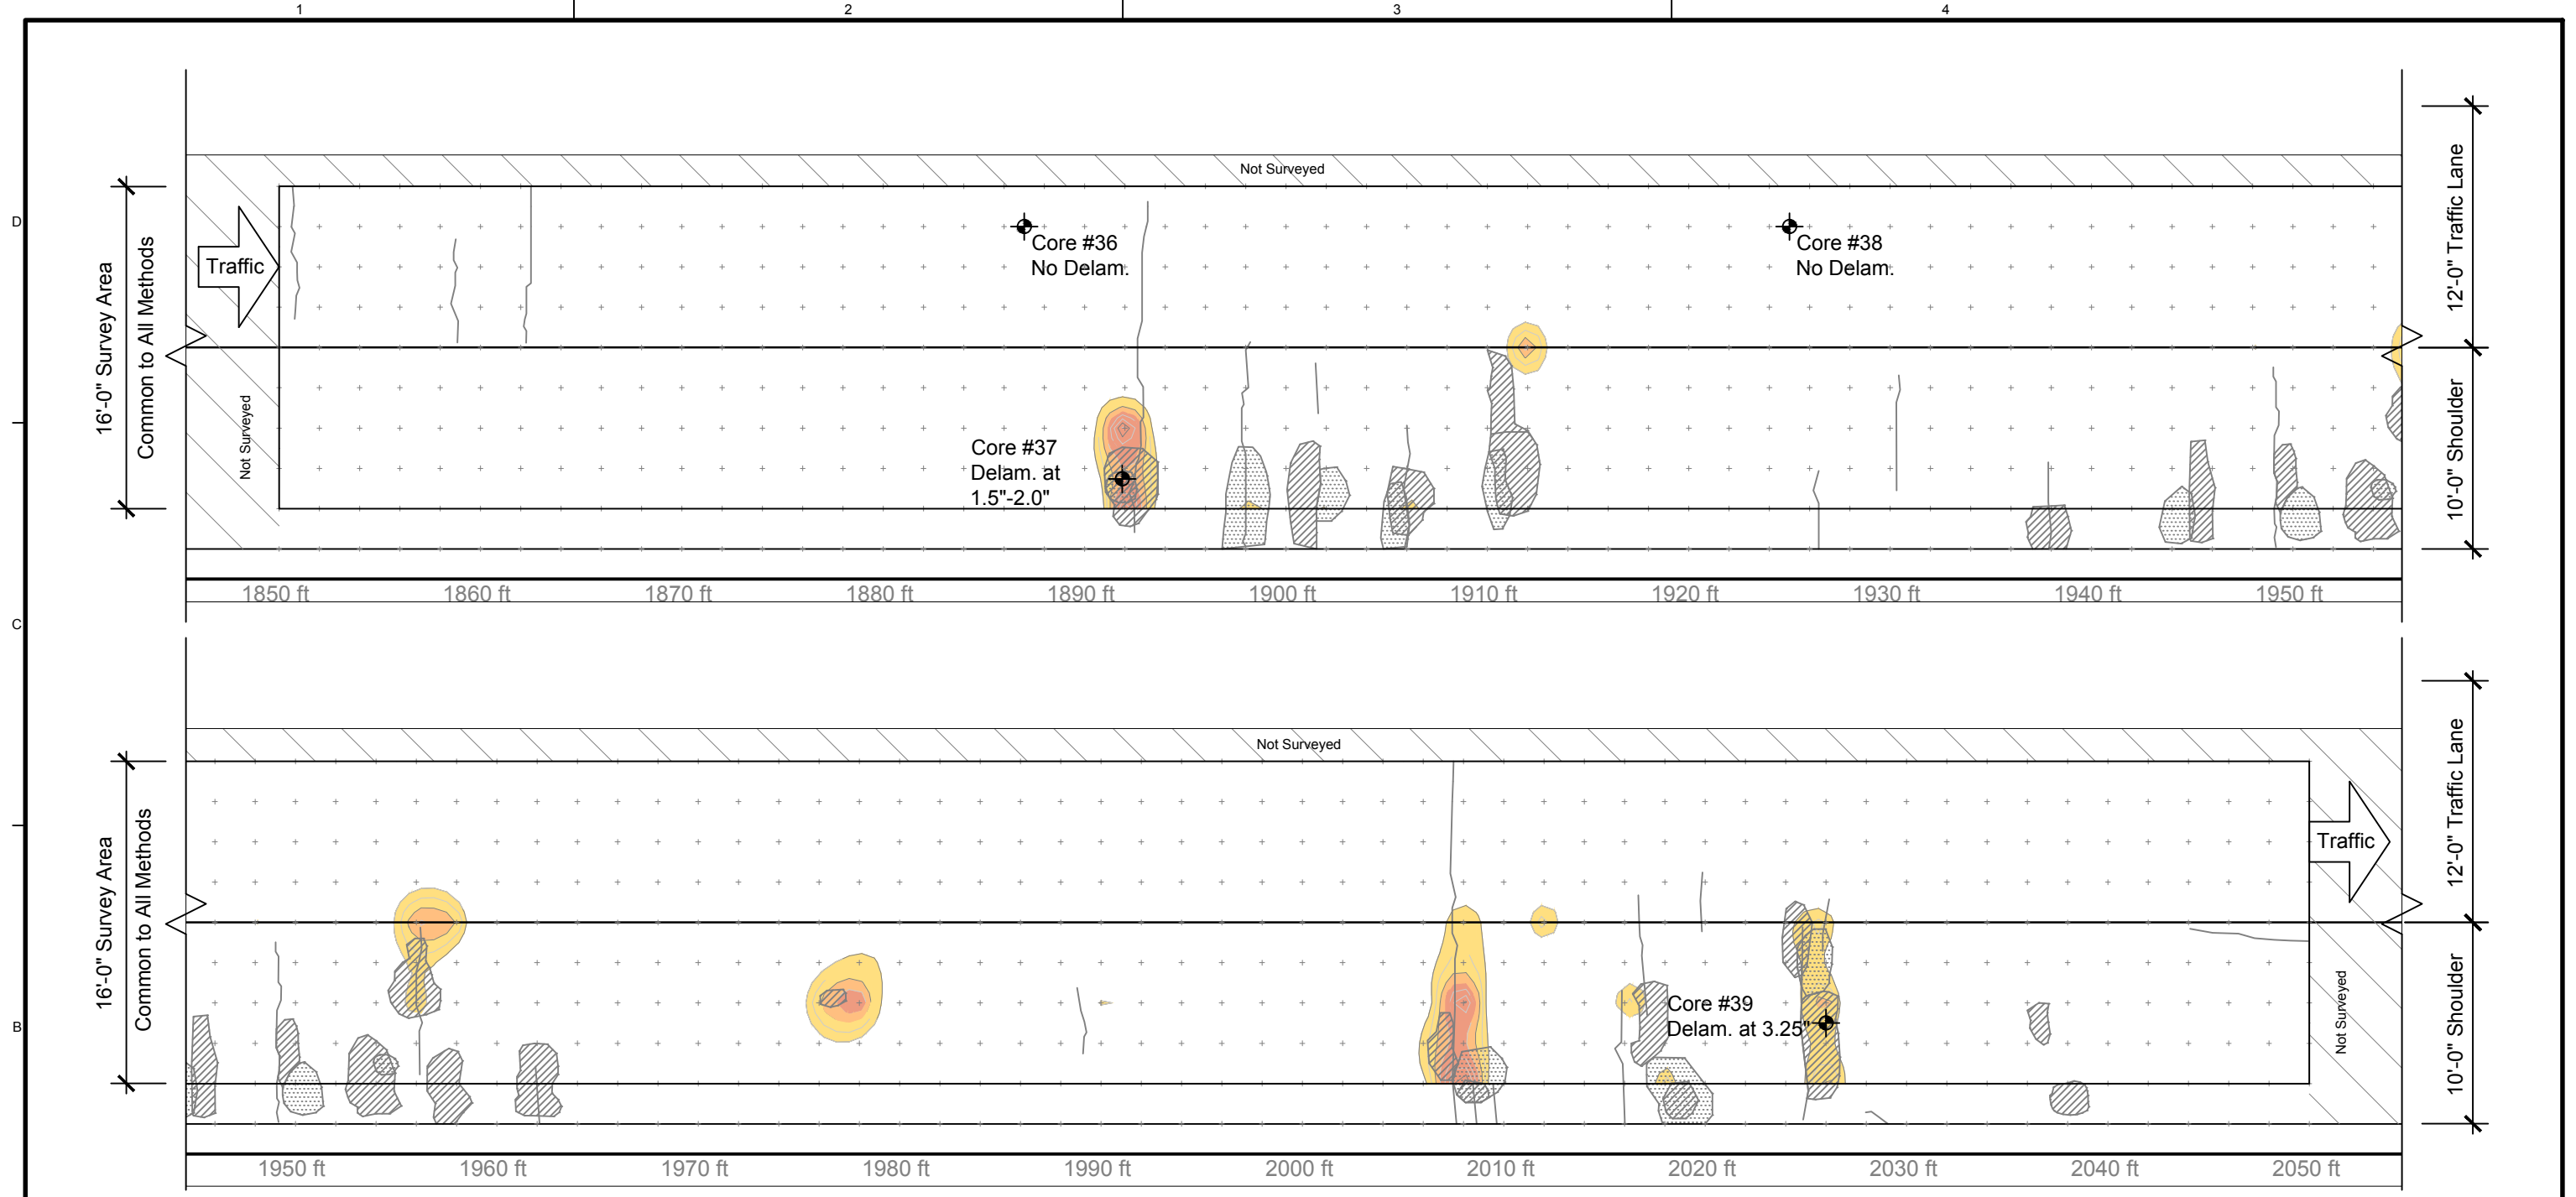 1
2
3
4
D
C
B
Not Surveyed
16'-0" Survey Area
Common to All Methods
Traffic
Not Surveyed
Core #36
No Delam.
Core #38
No Delam.
Core #37
Delam. at
1.5"-2.0"
12'-0" Traffic Lane
10'-0" Shoulder
1850 ft
1860 ft
1870 ft
1880 ft
1890 ft
1900 ft
1910 ft
1920 ft
1930 ft
1940 ft
1950 ft
Not Surveyed
16'-0" Survey Area
Common to All Methods
Core #39
Delam. at 3.25"
Traffic
Not Surveyed
12'-0" Traffic Lane
10'-0" Shoulder
1950 ft
1960 ft
1970 ft
1980 ft
1990 ft
2000 ft
2010 ft
2020 ft
2030 ft
2040 ft
2050 ft